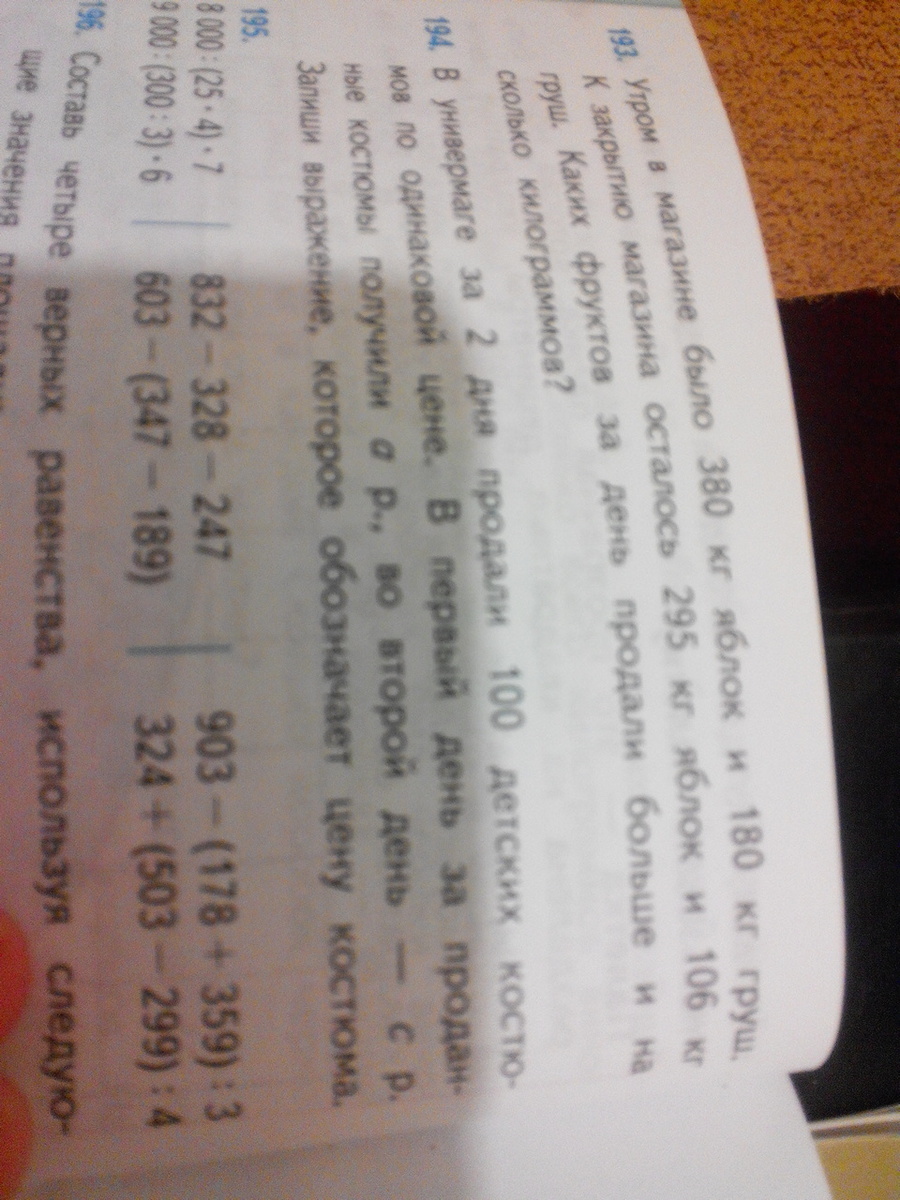 193. Утром в магазине было 380 кг яблок и 180 кг груш.
К закрытию магазина осталось 295 кг яблок и 106 кг
груш. Каких фруктов за день продали больше и на
сколько килограммов?
194. В универмаге за 2 дня продали 100 детских костю-
мов по одинаковой цене. В первый день за продан-
ные костюмы получили a р., во второй день — c р.
Запиши выражение, которое обозначает цену костюма.
195.
8 000 : (25 · 4) · 7 832 − 328 − 247 903 − (178 + 359) : 3
9 000 : (300 : 3) · 6 603 − (347 − 189) 324 + (503 − 299) : 4
196. Составь четыре верных равенства, используя следую-
щие значения